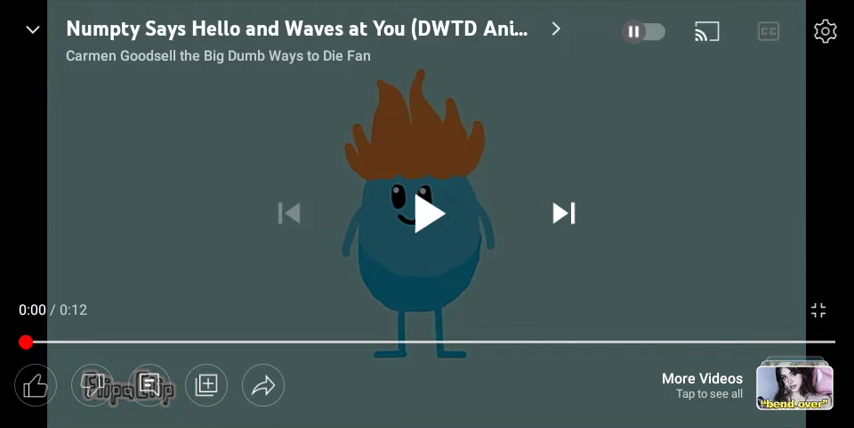 Numpty Says Hello and Waves at You (DWTD Ani...
Carmen Goodsell the Big Dumb Ways to Die Fan
CC
0:00 / 0:12
FlipaClip
More Videos
Tap to see all
"bend over"